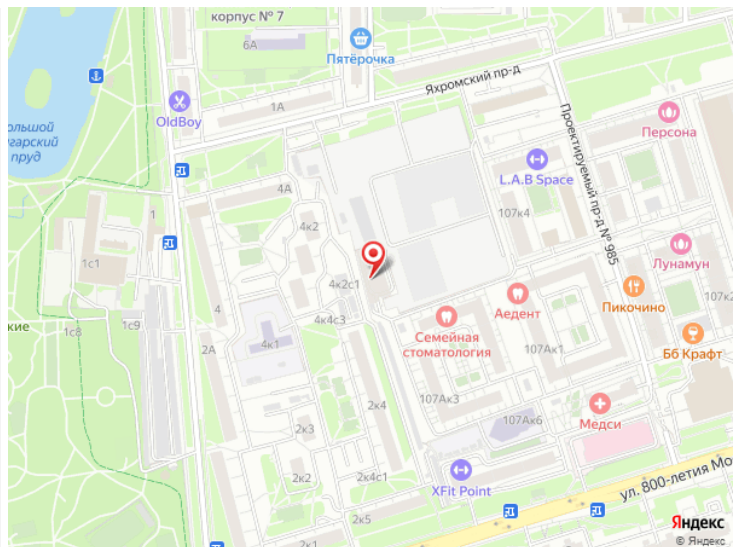 корпус № 7
6А
Пятёрочка
Яхромский пр-д
1А
OldBoy
Персона
Проектируемый пр-д № 985
L.A.B Space
пруд
4А
107к4
1
4к2
Лунамун
1с1
4к2с1
Пикочино
Аедент
107к2
4
4к4с3
Семейная
стоматология
1с9
1с8
Бб Крафт
2А
4к1
107Ак1
107Ак3
2к4
Медси
107Ак6
2к3
2к2
2к4с1
XFit Point
ул. 800-летия
2к5
2к1
Яндекс
© Яндекс